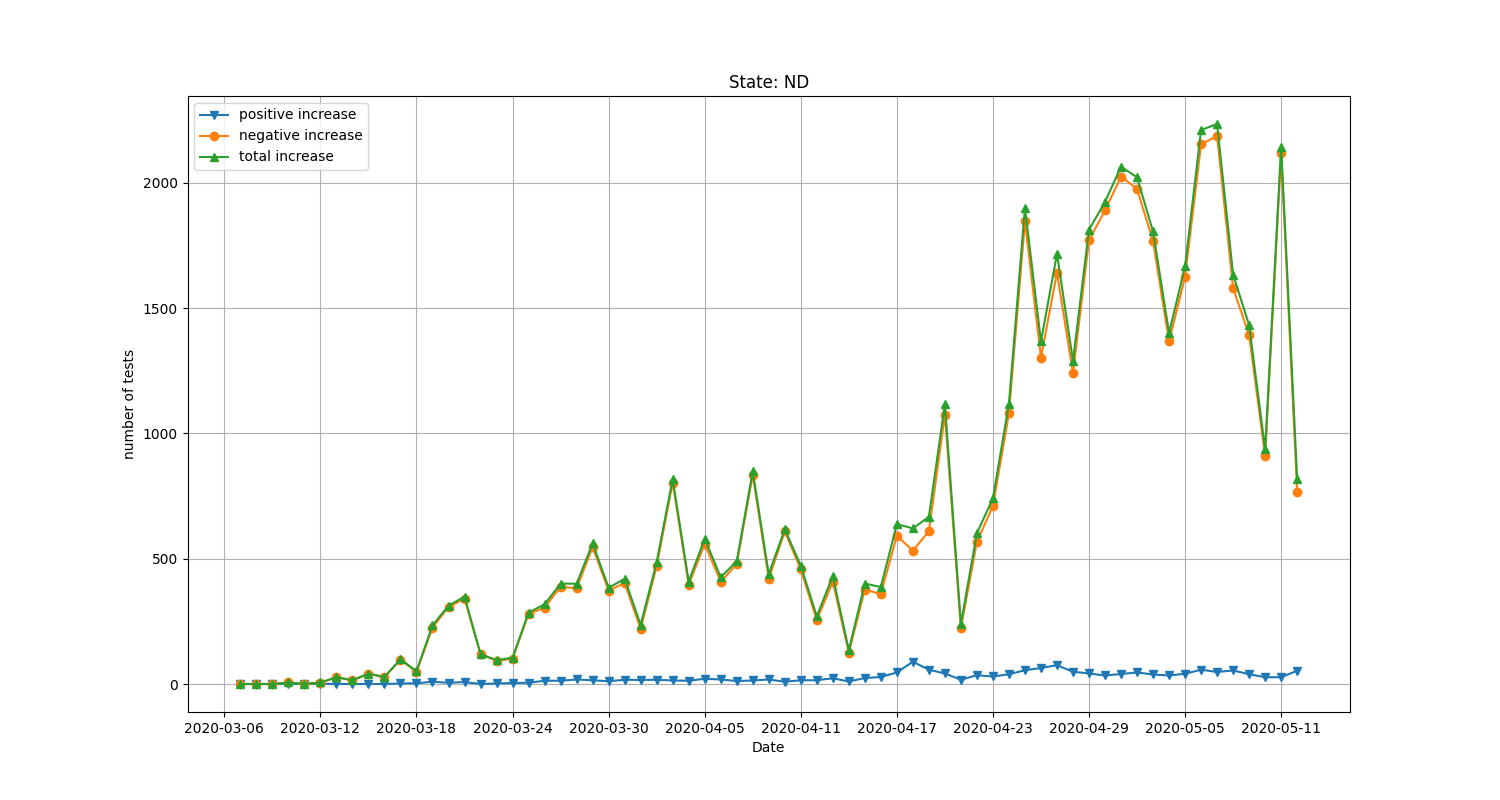 State: ND
positive increase
negative increase
total increase
number of tests
2000
1500
1000
500
0
2020-03-06 2020-03-12 2020-03-18 2020-03-24 2020-03-30 2020-04-05 2020-04-11 2020-04-17 2020-04-23 2020-04-29 2020-05-05 2020-05-11
Date